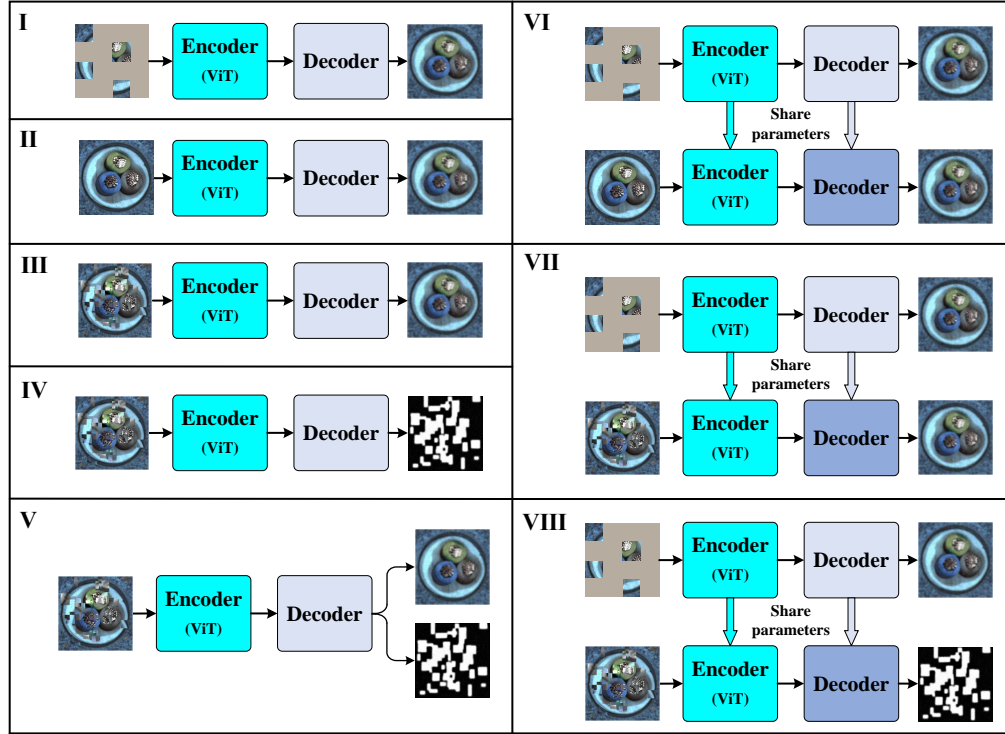 I
Encoder
(ViT)
Decoder
II
Encoder
(ViT)
Decoder
III
Encoder
(ViT)
Decoder
IV
Encoder
(ViT)
Decoder
V
Encoder
(ViT)
Decoder
VI
Encoder
(ViT)
Decoder
Share
parameters
Encoder
(ViT)
Decoder
VII
Encoder
(ViT)
Decoder
Share
parameters
Encoder
(ViT)
Decoder
VIII
Encoder
(ViT)
Decoder
Share
parameters
Encoder
(ViT)
Decoder